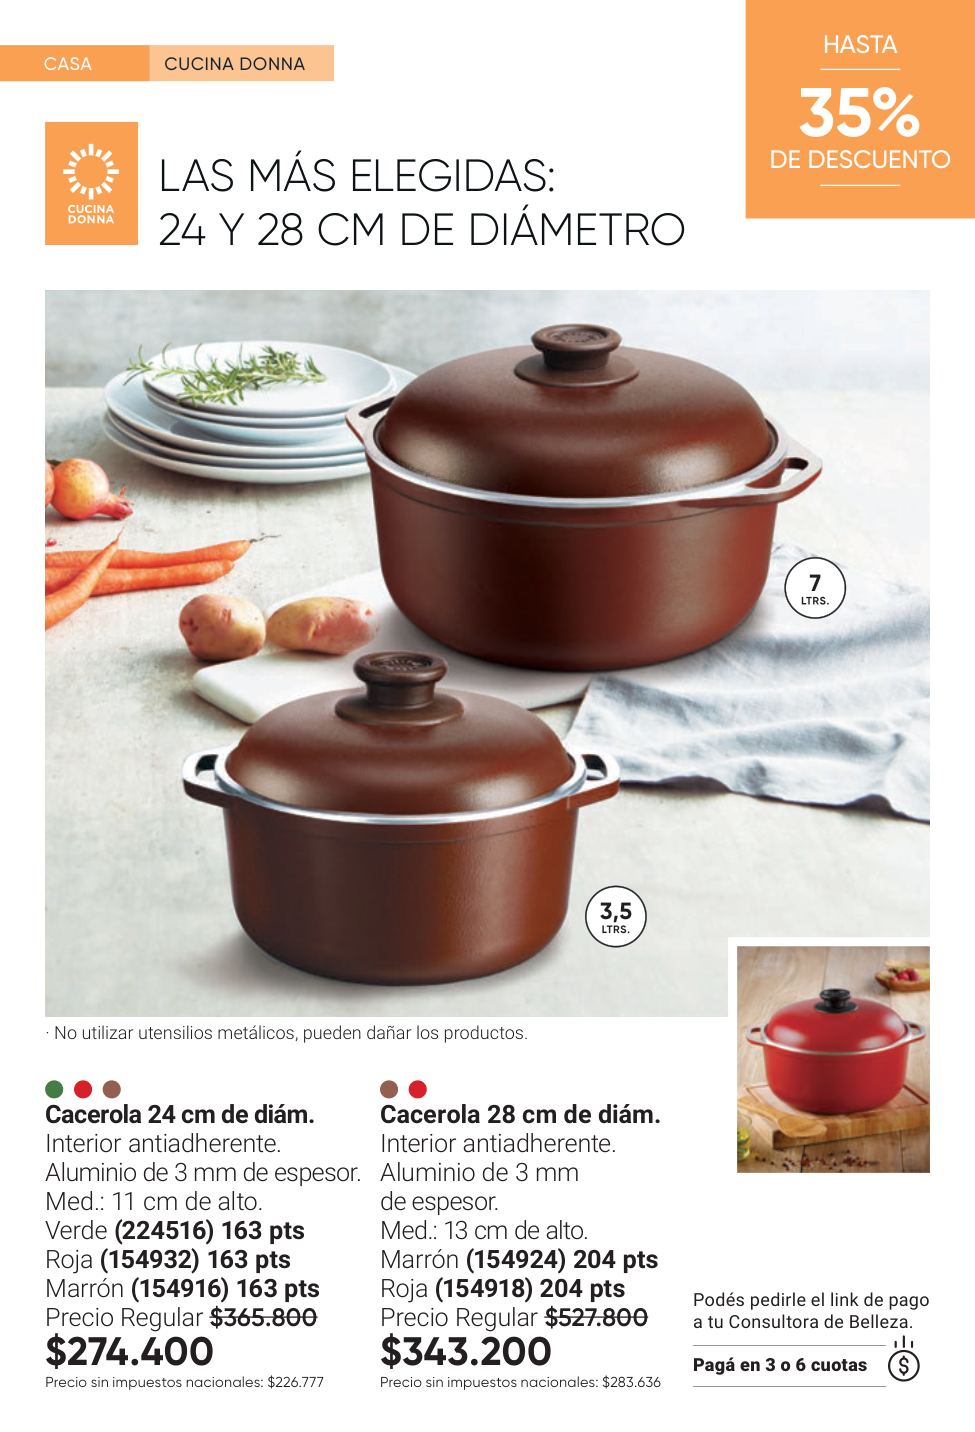 CASA
CUCINA DONNA
HASTA
35%
DE DESCUENTO
CUCINA
DONNA
LAS MÁS ELEGIDAS:
24 Y 28 CM DE DIÁMETRO
7
LTRS.
3,5
LTRS.
· No utilizar utensilios metálicos, pueden dañar los productos.
Cacerola 24 cm de diám.
Interior antiadherente.
Aluminio de 3 mm de espesor.
Med.: 11 cm de alto.
Verde (224516) 163 pts
Roja (154932) 163 pts
Marrón (154916) 163 pts
Precio Regular $365.800
$274.400
Precio sin impuestos nacionales: $226.777
Cacerola 28 cm de diám.
Interior antiadherente.
Aluminio de 3 mm
de espesor.
Med.: 13 cm de alto.
Marrón (154924) 204 pts
Roja (154918) 204 pts
Precio Regular $527.800
$343.200
Precio sin impuestos nacionales: $283.636
Podés pedirle el link de pago
a tu Consultora de Belleza.
Pagá en 3 o 6 cuotas
$